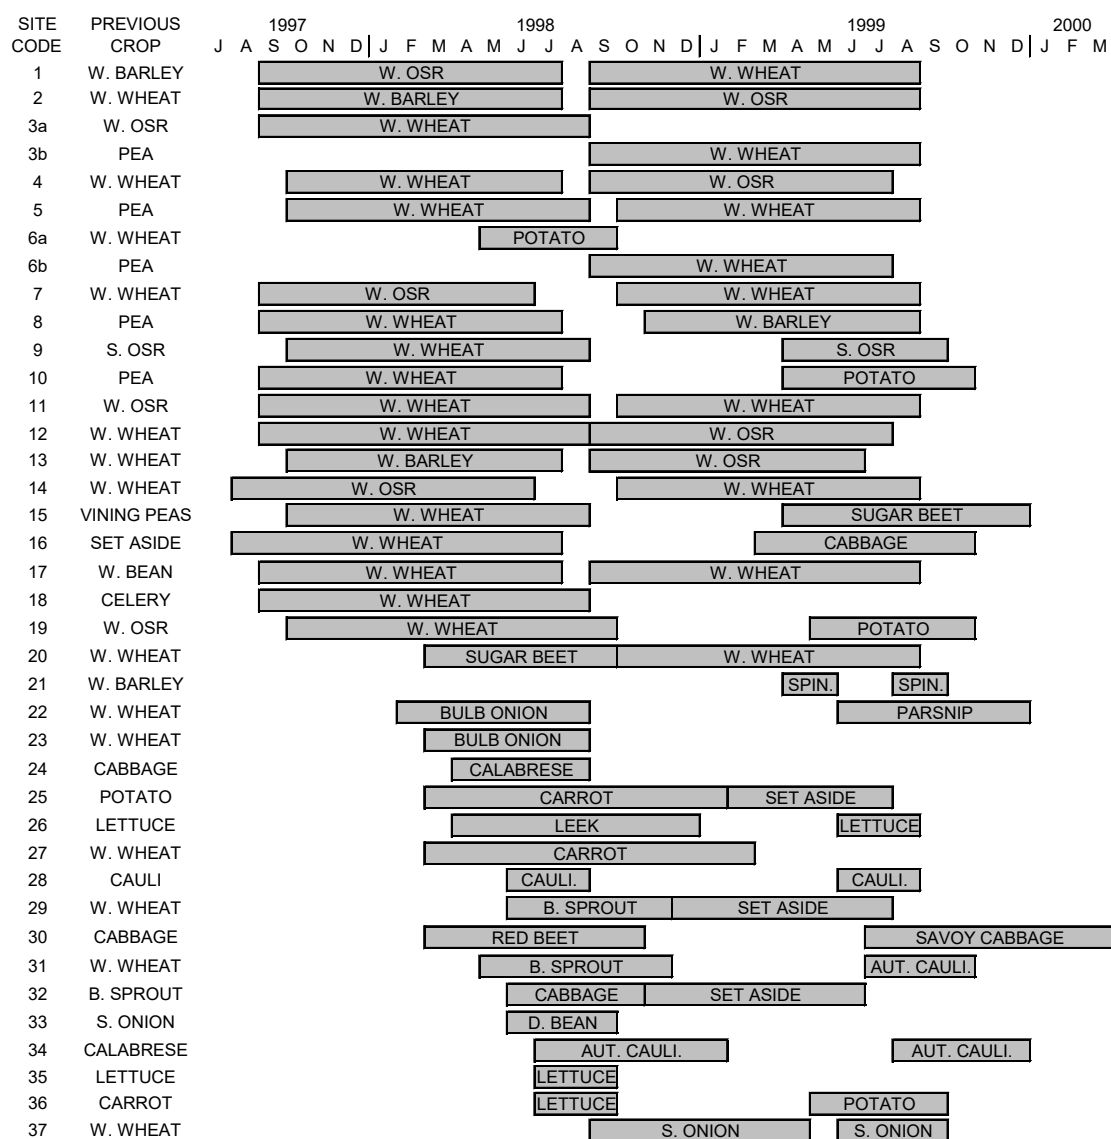 SITE PREVIOUS 1997 1998 1999 2000
CODE CROP J A S O N D J F M A M J J A S O N D J F M A M J J A S O N D J F M
1 W. BARLEY W. OSR W. WHEAT
2 W. WHEAT W. BARLEY W. OSR
3a W. OSR W. WHEAT
3b PEA W. WHEAT
4 W. WHEAT W. WHEAT W. OSR
5 PEA W. WHEAT W. WHEAT
6a W. WHEAT POTATO
6b PEA W. WHEAT
7 W. WHEAT W. OSR W. WHEAT
8 PEA W. WHEAT W. BARLEY
9 S. OSR W. WHEAT S. OSR
10 PEA W. WHEAT POTATO
11 W. OSR W. WHEAT W. WHEAT
12 W. WHEAT W. WHEAT W. OSR
13 W. WHEAT W. BARLEY W. OSR
14 W. WHEAT W. OSR W. WHEAT
15 VINING PEAS W. WHEAT SUGAR BEET
16 SET ASIDE W. WHEAT CABBAGE
17 W. BEAN W. WHEAT W. WHEAT
18 CELERY W. WHEAT
19 W. OSR W. WHEAT POTATO
20 W. WHEAT SUGAR BEET W. WHEAT
21 W. BARLEY SPIN. SPIN.
22 W. WHEAT BULB ONION PARSNIP
23 W. WHEAT BULB ONION
24 CABBAGE CALABRESE
25 POTATO CARROT SET ASIDE
26 LETTUCE LEEK LETTUCE
27 W. WHEAT CARROT
28 CAULI CAULI. CAULI.
29 W. WHEAT B. SPROUT SET ASIDE
30 CABBAGE RED BEET SAVOY CABBAGE
31 W. WHEAT B. SPROUT AUT. CAULI.
32 B. SPROUT CABBAGE SET ASIDE
33 S. ONION D. BEAN
34 CALABRESE AUT. CAULI. AUT. CAULI.
35 LETTUCE LETTUCE
36 CARROT LETTUCE POTATO
37 W. WHEAT S. ONION S. ONION